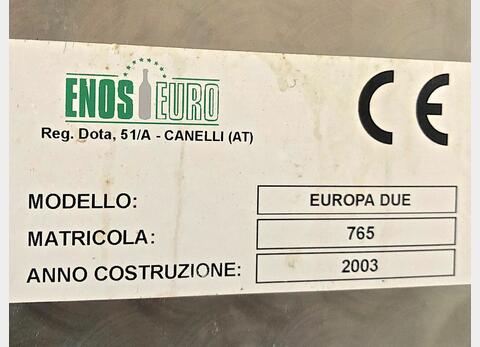 ENOS EURO
CE
Reg. Dota, 51/A - CANELLI (AT)
MODELLO: EUROPA DUE
MATRICOLA: 765
ANNO COSTRUZIONE: 2003